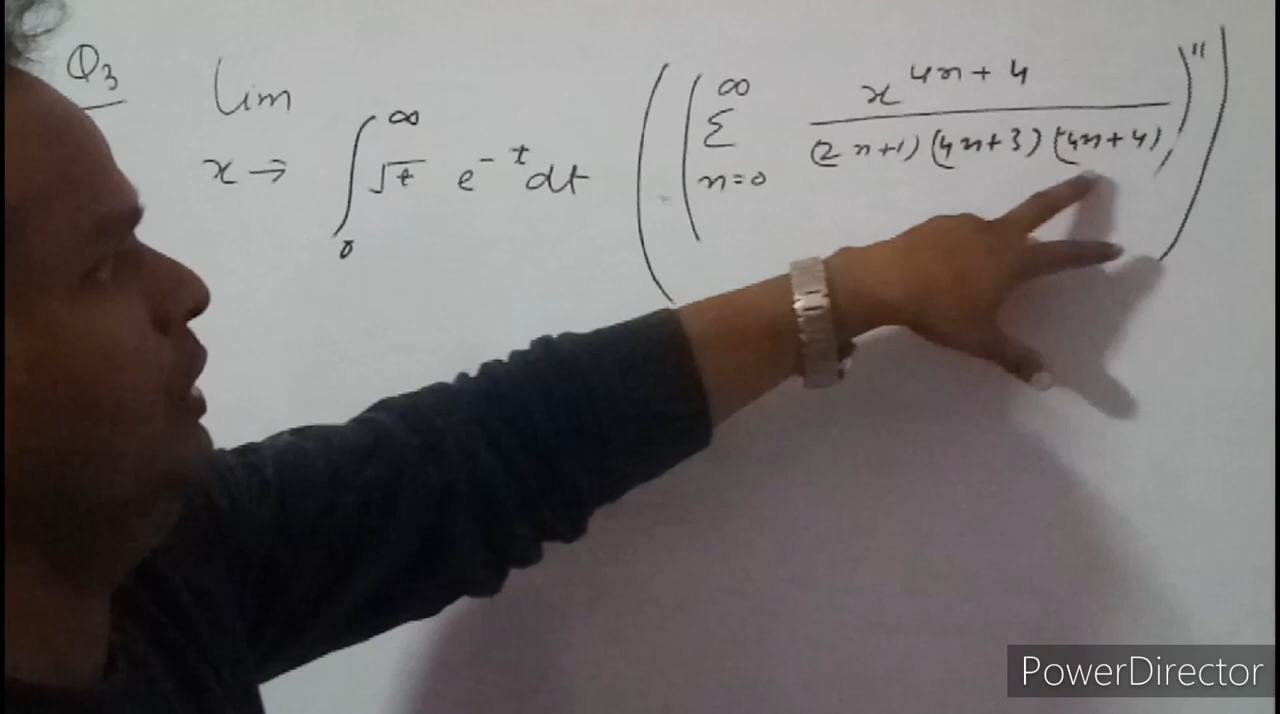 Q3
lim x→ ∫₀^∞ √t e^{-t} dt ( ( Σ_{n=0}^{∞} x^{4n+4} / (2n+1)(4n+3)(4n+4) )'' )
PowerDirector